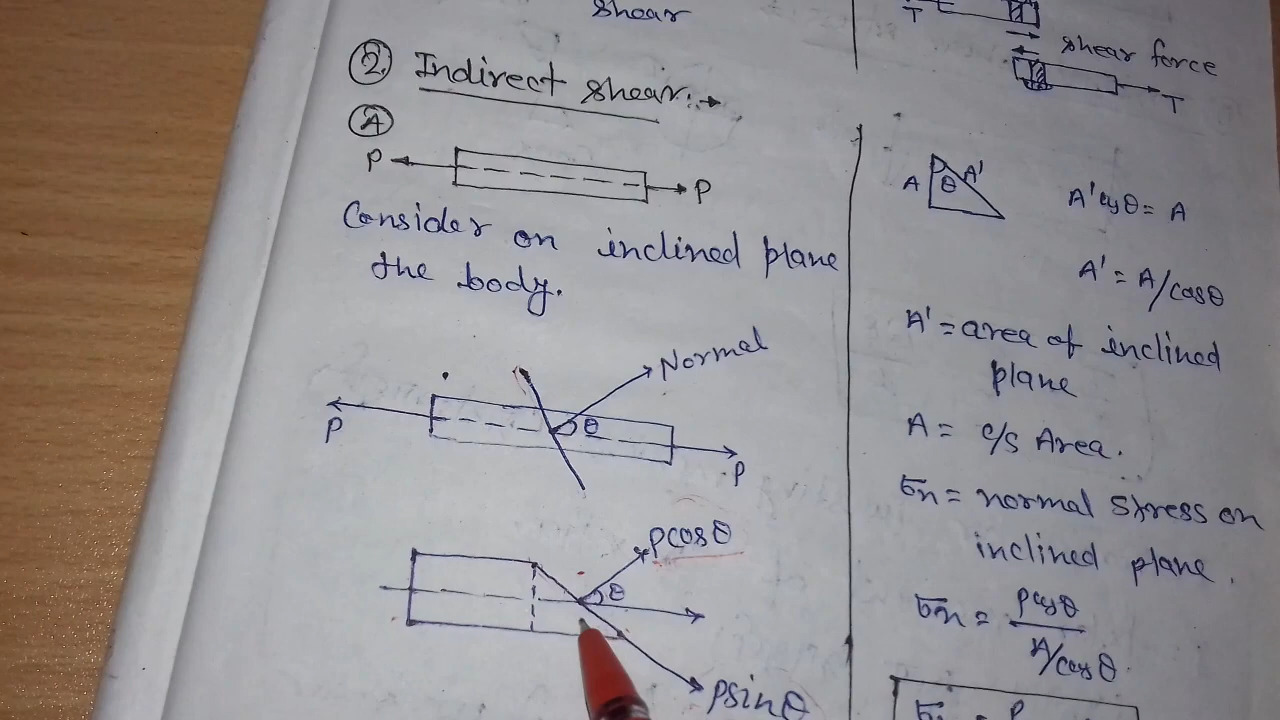 shear
② Indirect shear:→
Ⓐ
P P
Consider on inclined plane
the body.
Normal
θ
P
P
Pcosθ
θ
Psinθ
T
shear force
T
A θ A'
A'cosθ = A
A' = A/cosθ
A' = area of inclined
plane
A = c/s Area.
σn = normal stress on
inclined plane.
σn = Pcosθ
A/cosθ
σn = P